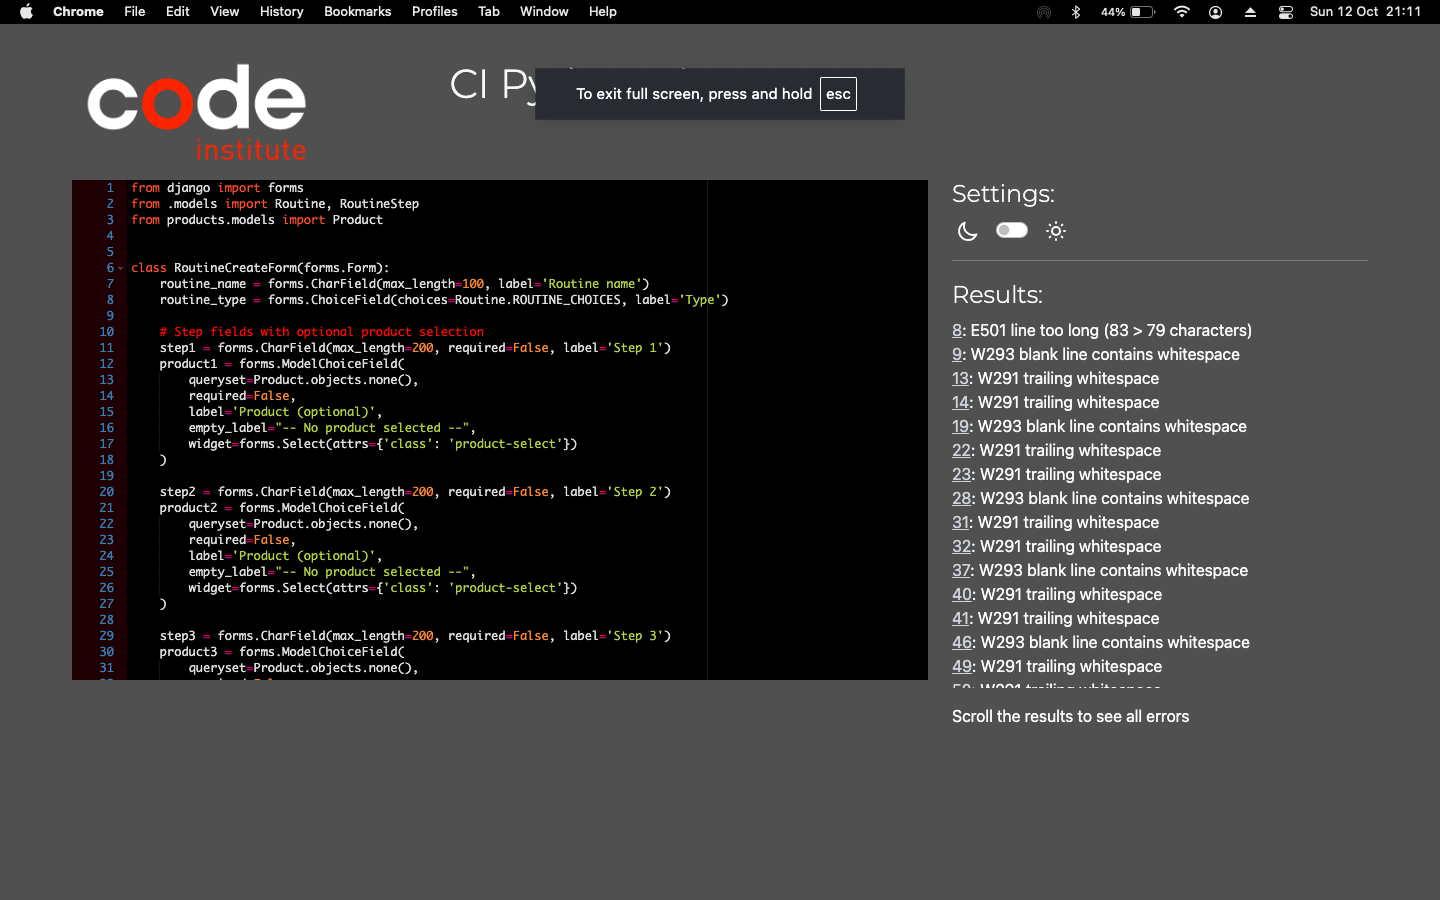 Chrome File Edit View History Bookmarks Profiles Tab Window Help 44% Sun 12 Oct 21:11
code
institute
CI Py
To exit full screen, press and hold esc
1 from django import forms
2 from .models import Routine, RoutineStep
3 from products.models import Product
4
5
6 class RoutineCreateForm(forms.Form):
7 routine_name = forms.CharField(max_length=100, label='Routine name')
8 routine_type = forms.ChoiceField(choices=Routine.ROUTINE_CHOICES, label='Type')
9
10 # Step fields with optional product selection
11 step1 = forms.CharField(max_length=200, required=False, label='Step 1')
12 product1 = forms.ModelChoiceField(
13 queryset=Product.objects.none(),
14 required=False,
15 label='Product (optional)',
16 empty_label="-- No product selected --",
17 widget=forms.Select(attrs={'class': 'product-select'})
18 )
19
20 step2 = forms.CharField(max_length=200, required=False, label='Step 2')
21 product2 = forms.ModelChoiceField(
22 queryset=Product.objects.none(),
23 required=False,
24 label='Product (optional)',
25 empty_label="-- No product selected --",
26 widget=forms.Select(attrs={'class': 'product-select'})
27 )
28
29 step3 = forms.CharField(max_length=200, required=False, label='Step 3')
30 product3 = forms.ModelChoiceField(
31 queryset=Product.objects.none(),
Settings:
Results:
8: E501 line too long (83 > 79 characters)
9: W293 blank line contains whitespace
13: W291 trailing whitespace
14: W291 trailing whitespace
19: W293 blank line contains whitespace
22: W291 trailing whitespace
23: W291 trailing whitespace
28: W293 blank line contains whitespace
31: W291 trailing whitespace
32: W291 trailing whitespace
37: W293 blank line contains whitespace
40: W291 trailing whitespace
41: W291 trailing whitespace
46: W293 blank line contains whitespace
49: W291 trailing whitespace
Scroll the results to see all errors